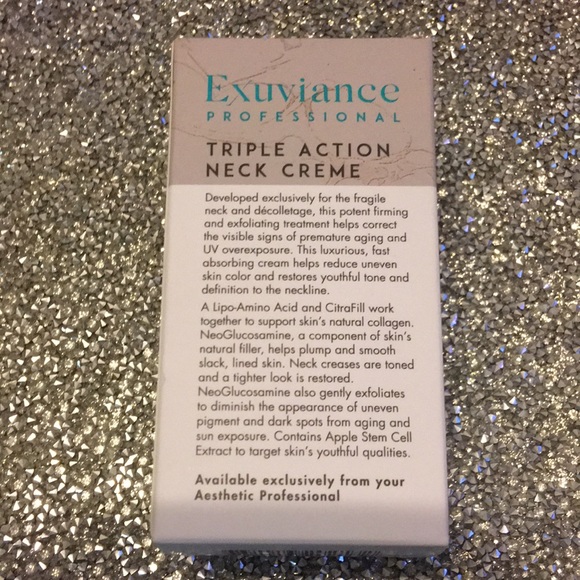 Exuviance
PROFESSIONAL
TRIPLE ACTION
NECK CREME
Developed exclusively for the fragile
neck and décolletage, this potent firming
and exfoliating treatment helps correct
the visible signs of premature aging and
UV overexposure. This luxurious, fast
absorbing cream helps reduce uneven
skin color and restores youthful tone and
definition to the neckline.
A Lipo-Amino Acid and CitraFill work
together to support skin's natural collagen.
NeoGlucosamine, a component of skin's
natural filler, helps plump and smooth
slack, lined skin. Neck creases are toned
and a tighter look is restored.
NeoGlucosamine also gently exfoliates
to diminish the appearance of uneven
pigment and dark spots from aging and
sun exposure. Contains Apple Stem Cell
Extract to target skin's youthful qualities.
Available exclusively from your
Aesthetic Professional